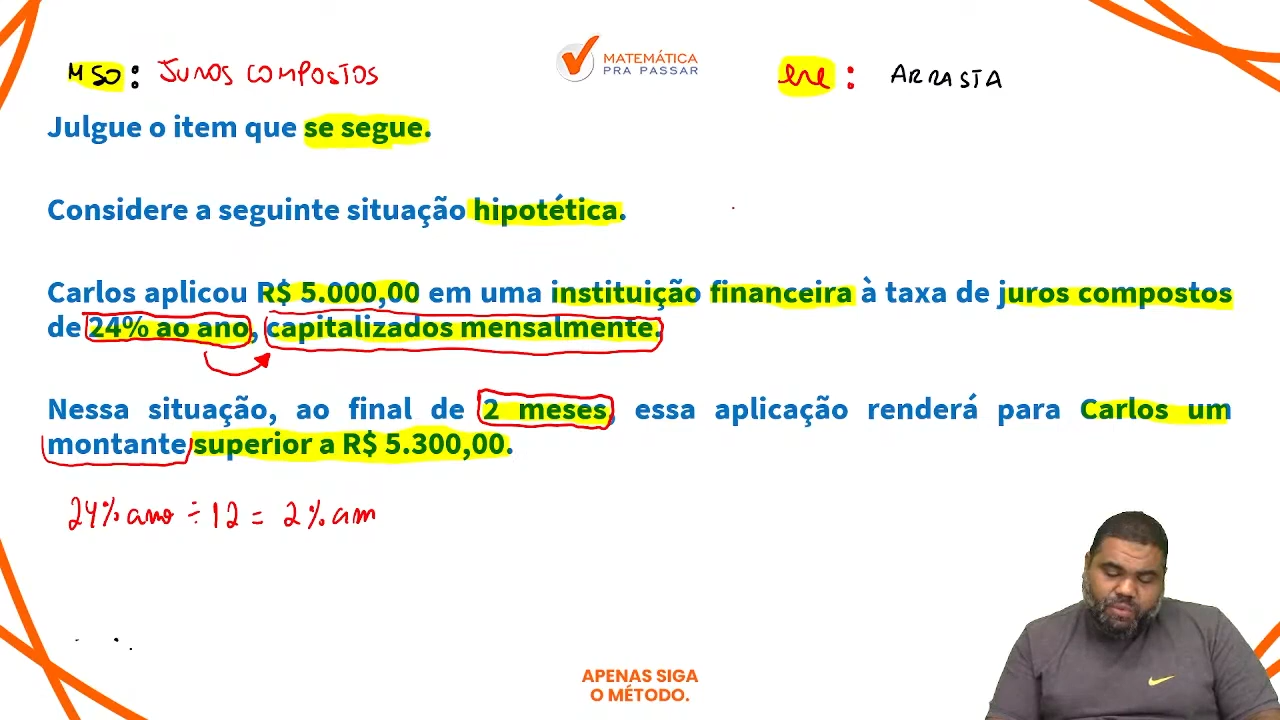 MSO: JUROS COMPOSTOS
MATEMÁTICA
PRA PASSAR
: ARRASTA
Julgue o item que se segue.
Considere a seguinte situação hipotética.
Carlos aplicou R$ 5.000,00 em uma instituição financeira à taxa de juros compostos
de 24% ao ano, capitalizados mensalmente.
Nessa situação, ao final de 2 meses, essa aplicação renderá para Carlos um
montante superior a R$ 5.300,00.
24% ano ÷ 12 = 2% am
APENAS SIGA
O MÉTODO.